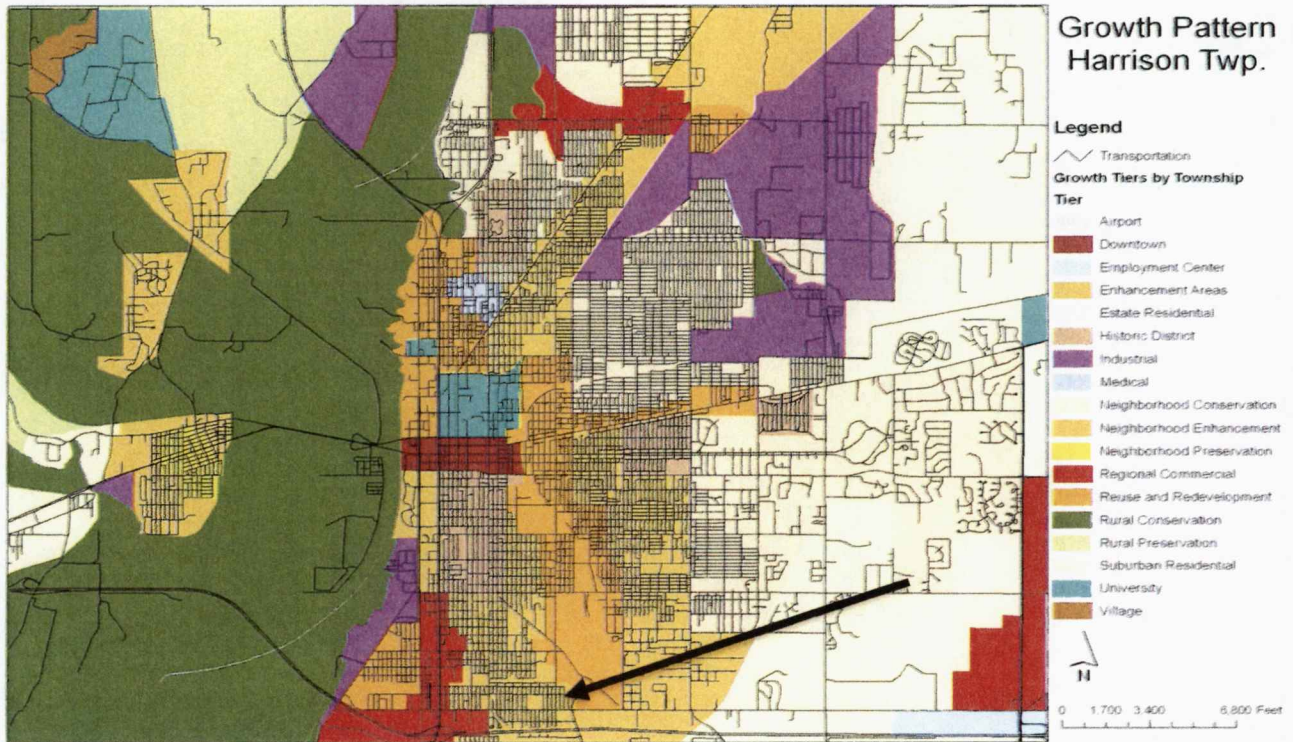 Growth Pattern
Harrison Twp.
Legend
Transportation
Growth Tiers by Township
Tier
Airport
Downtown
Employment Center
Enhancement Areas
Estate Residential
Historic District
Industrial
Medical
Neighborhood Conservation
Neighborhood Enhancement
Neighborhood Preservation
Regional Commercial
Reuse and Redevelopment
Rural Conservation
Rural Preservation
Suburban Residential
University
Village
N
0 1,700 3,400 6,800 Feet